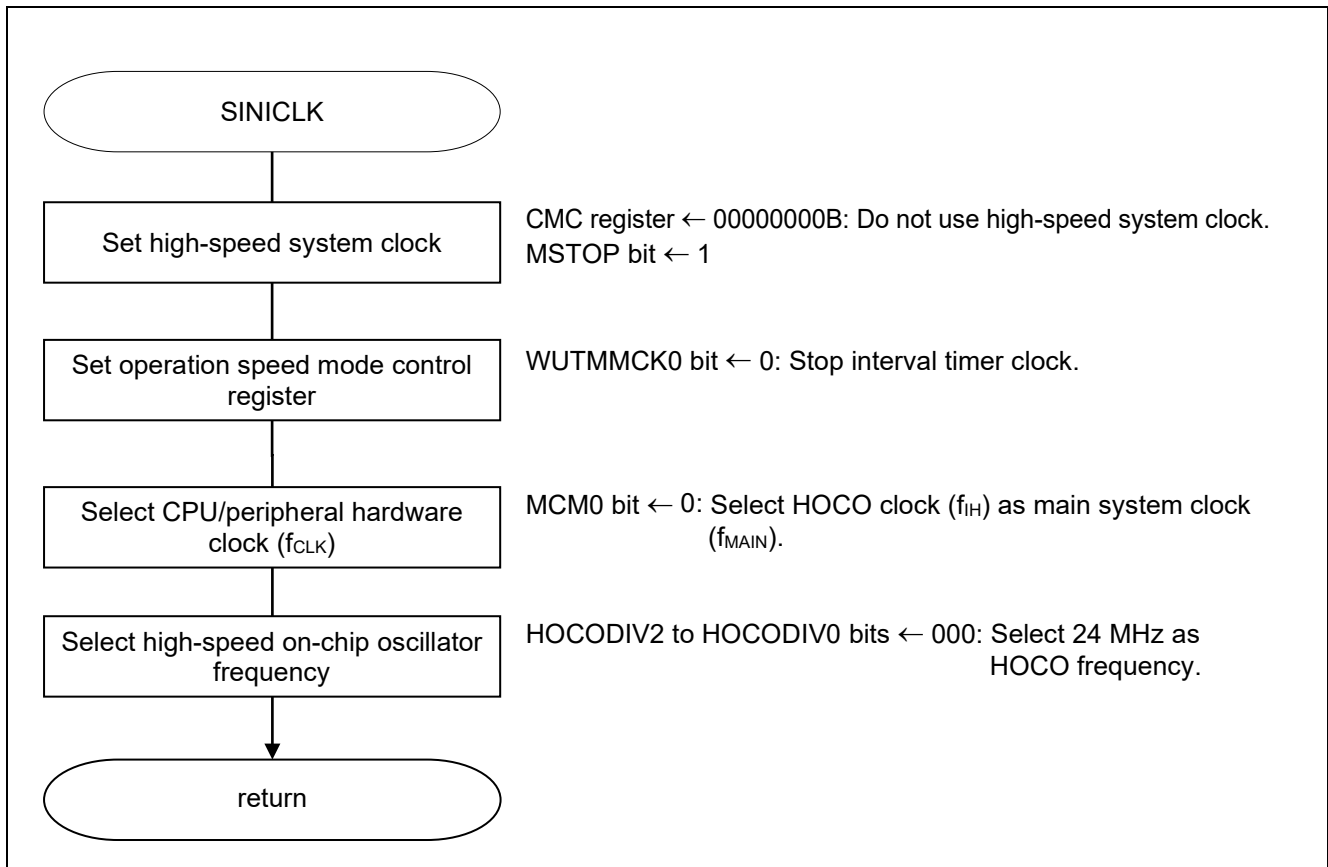 SINICLK
Set high-speed system clock
CMC register ← 00000000B: Do not use high-speed system clock.
MSTOP bit ← 1
Set operation speed mode control
register
WUTMMCK0 bit ← 0: Stop interval timer clock.
Select CPU/peripheral hardware
clock (fCLK)
MCM0 bit ← 0: Select HOCO clock (fIH) as main system clock
(fMAIN).
Select high-speed on-chip oscillator
frequency
HOCODIV2 to HOCODIV0 bits ← 000: Select 24 MHz as
HOCO frequency.
return